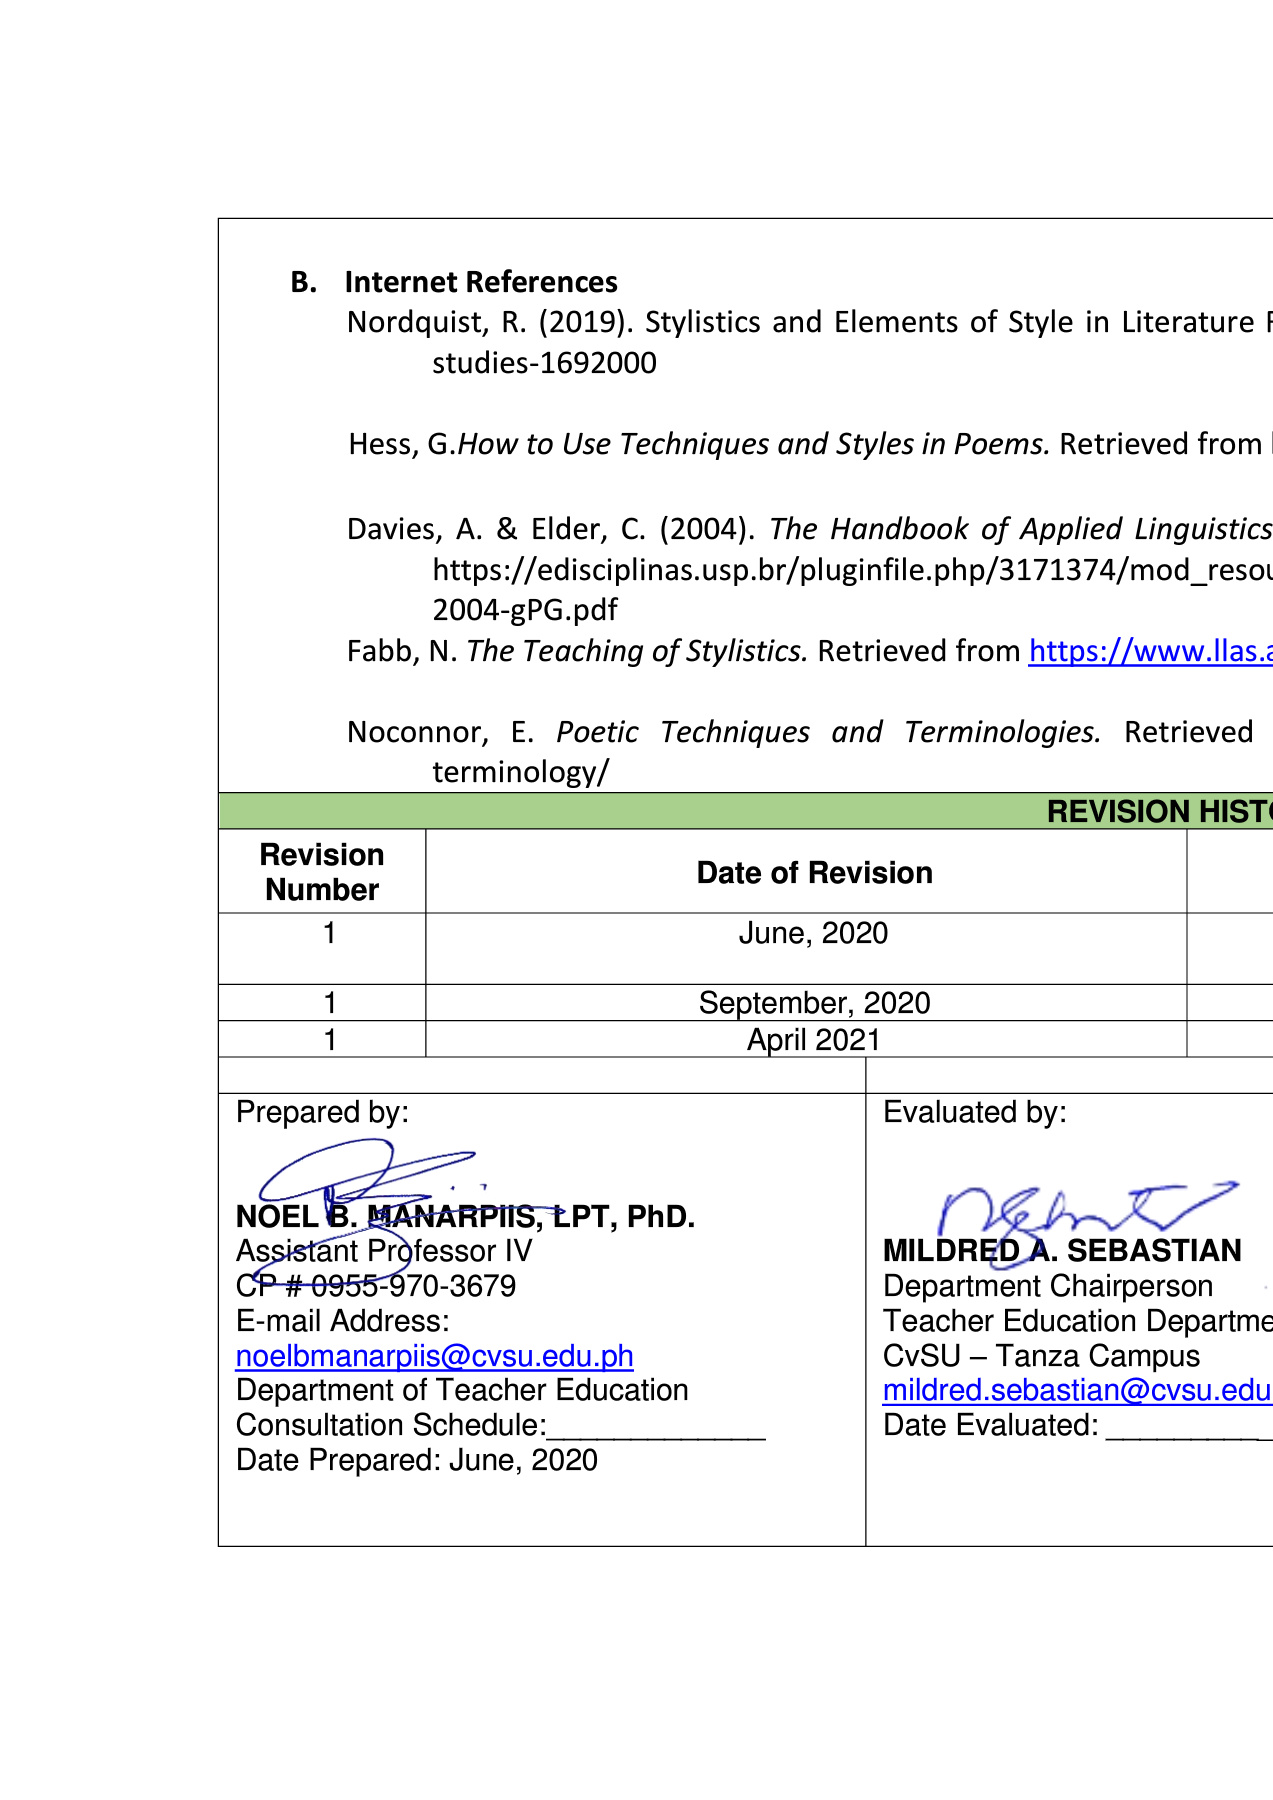 B. Internet References
Nordquist, R. (2019). Stylistics and Elements of Style in Literature
studies-1692000
Hess, G.How to Use Techniques and Styles in Poems. Retrieved from
Davies, A. & Elder, C. (2004). The Handbook of Applied Linguistics
https://edisciplinas.usp.br/pluginfile.php/3171374/mod_resou
2004-gPG.pdf
Fabb, N. The Teaching of Stylistics. Retrieved from https://www.llas.a
Noconnor, E. Poetic Techniques and Terminologies. Retrieved
terminology/
REVISION HISTO
Revision Number
Date of Revision
1 June, 2020
1 September, 2020
1 April 2021
Prepared by:
NOEL B. MANARPIIS, LPT, PhD.
Assistant Professor IV
CP # 0955-970-3679
E-mail Address:
noelbmanarpiis@cvsu.edu.ph
Department of Teacher Education
Consultation Schedule:_____________
Date Prepared: June, 2020
Evaluated by:
MILDRED A. SEBASTIAN
Department Chairperson
Teacher Education Departme
CvSU – Tanza Campus
mildred.sebastian@cvsu.edu.
Date Evaluated: __________